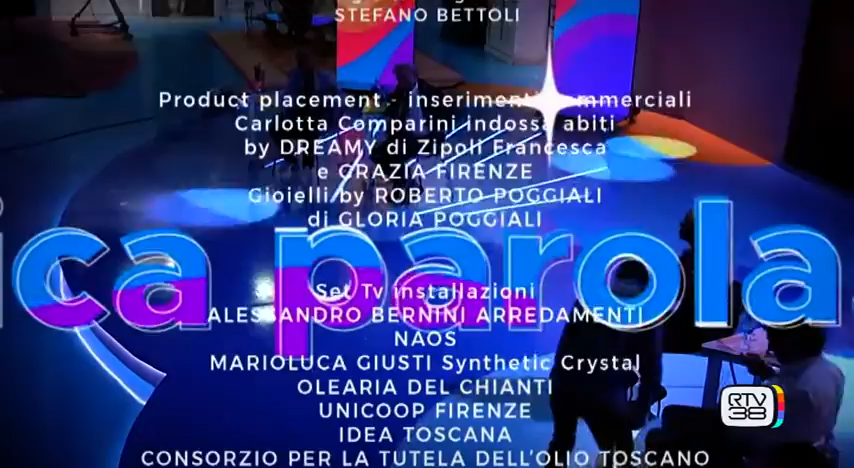 STEFANO BETTOLI
Product placement - inserimenti commerciali
Carlotta Comparini indossa abiti
by DREAMY di Zipoli Francesca
e GRAZIA FIRENZE
Gioielli by ROBERTO POGGIALI
di GLORIA POGGIALI
ica parola
Set Tv installazioni
ALESSANDRO BERNINI ARREDAMENTI
NAOS
MARIOLUCA GIUSTI Synthetic Crystal
OLEARIA DEL CHIANTI
UNICOOP FIRENZE
IDEA TOSCANA
CONSORZIO PER LA TUTELA DELL'OLIO TOSCANO
RTV
38